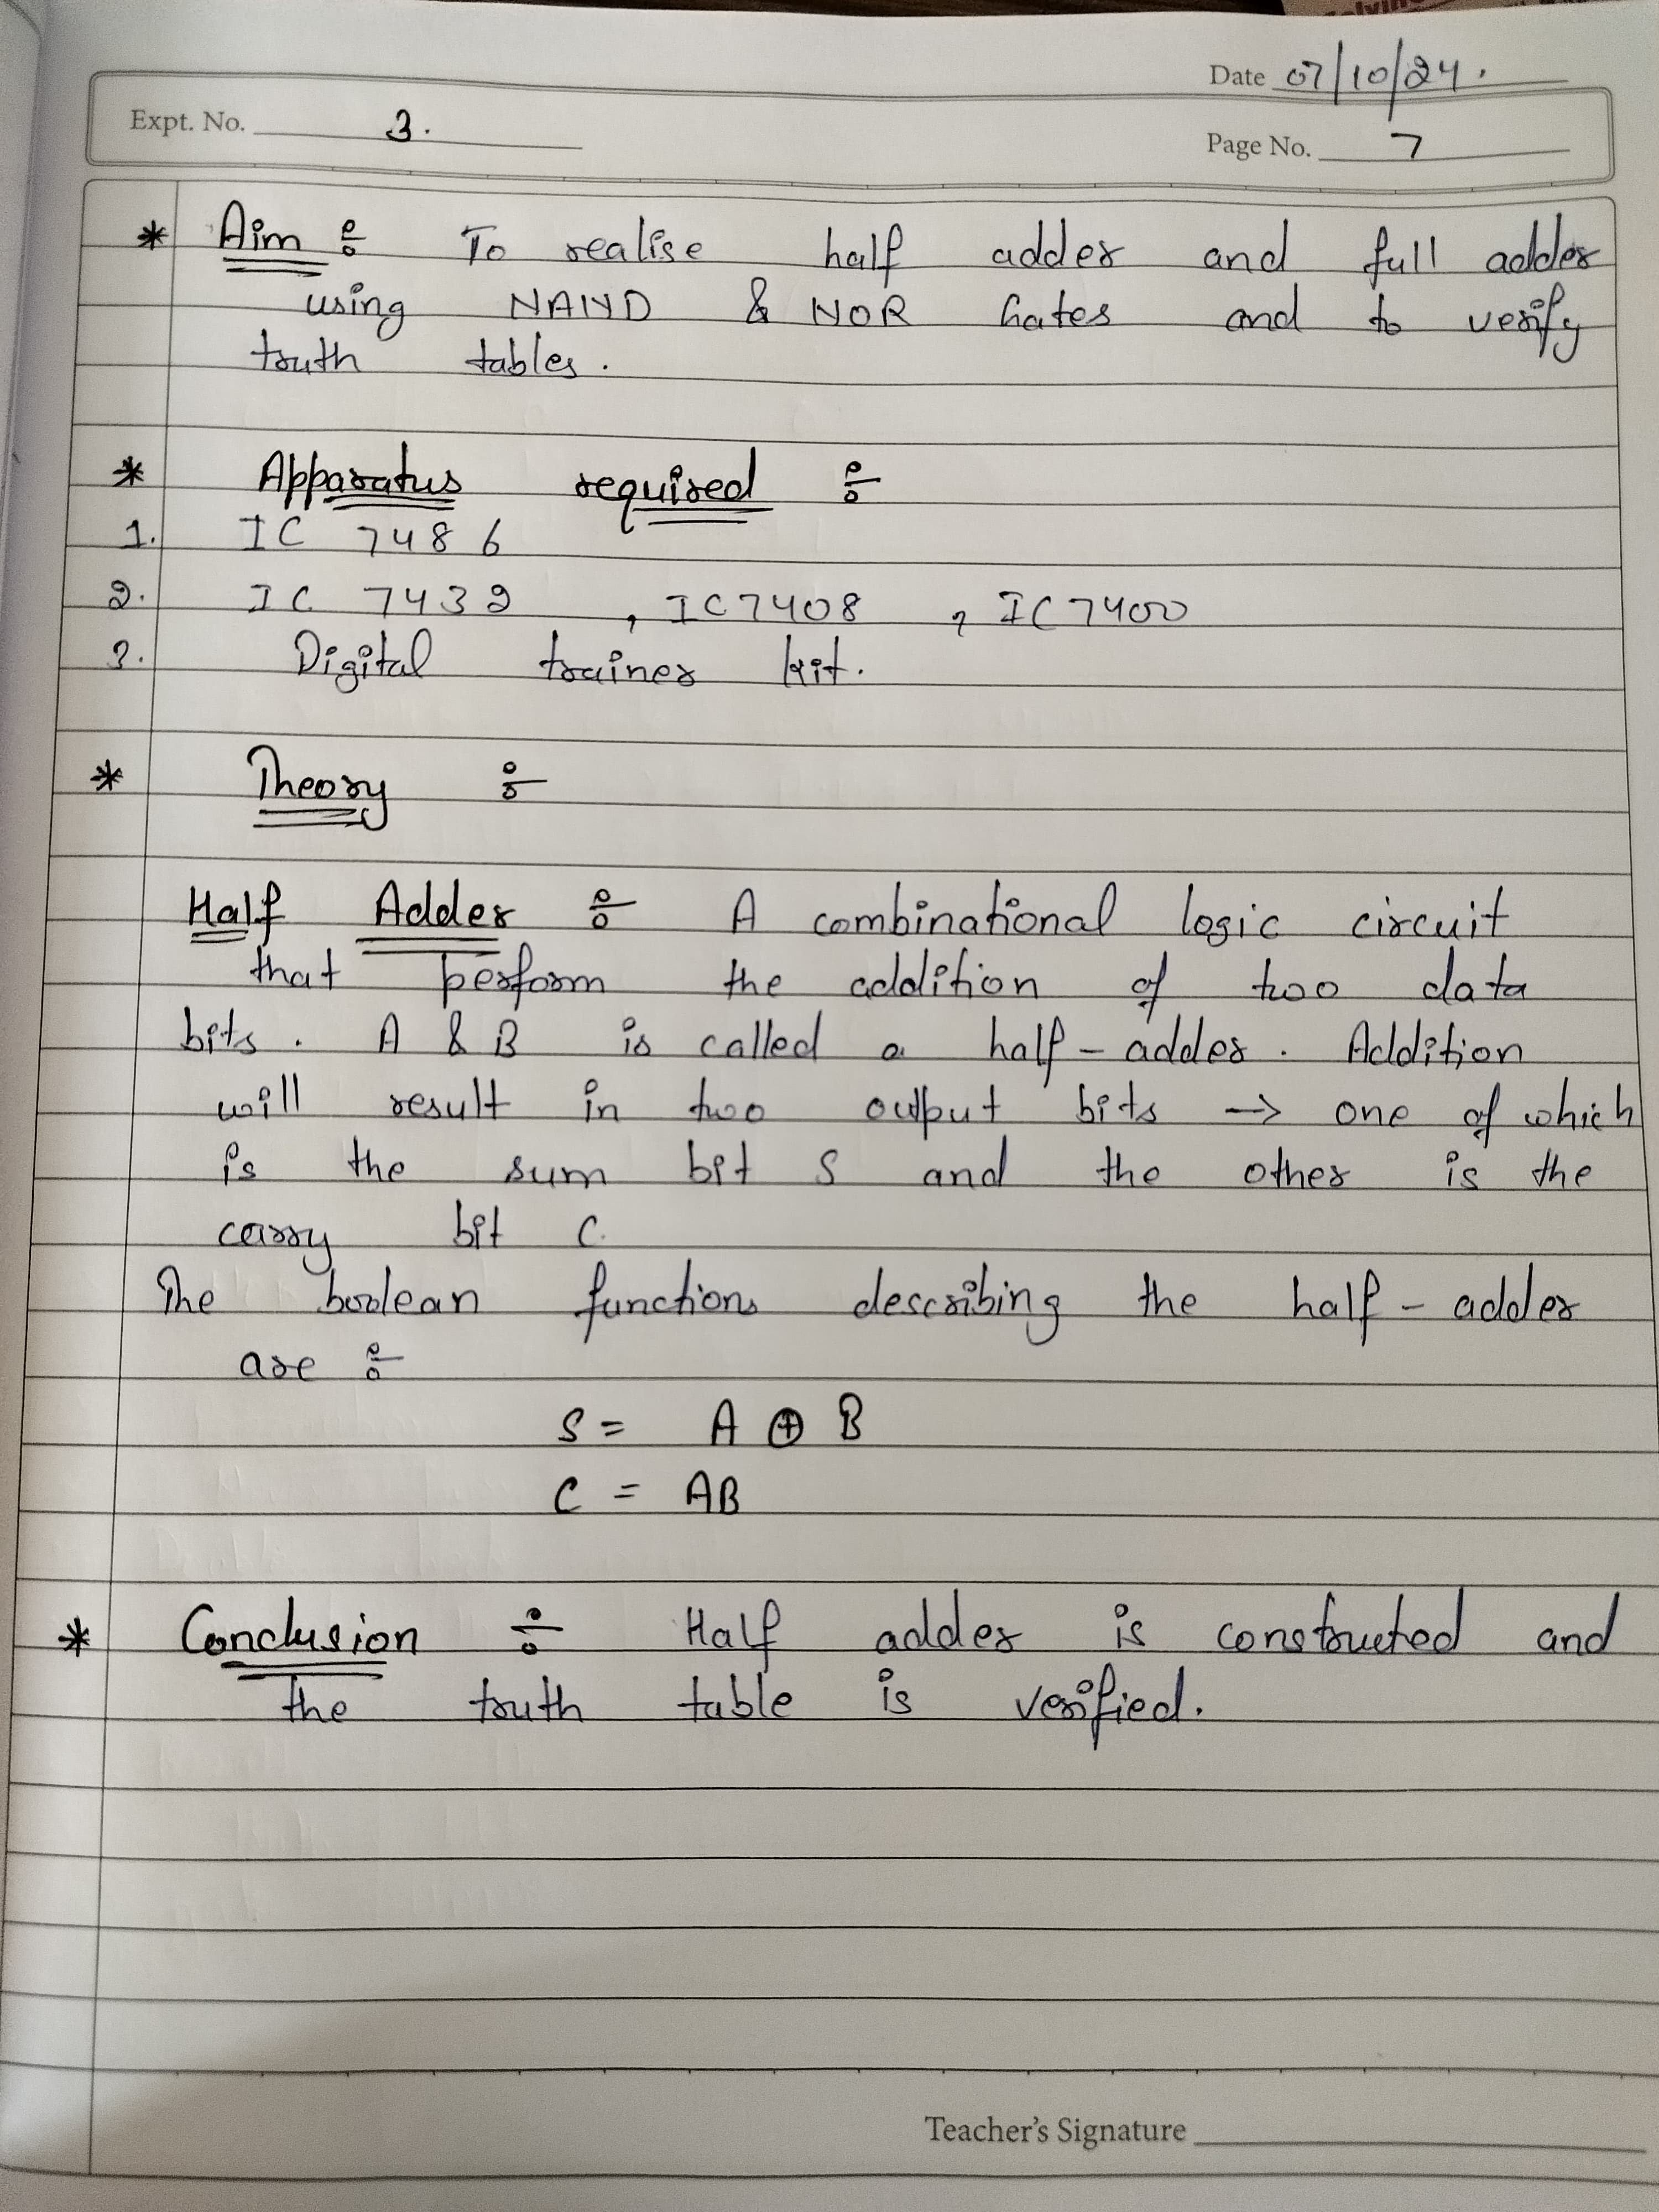 Date 07/10/24.
Expt. No. 3.
Page No. 7
* Aim : To realise half adder and full adder
using NAND & NOR Gates and to verify
truth tables.
* Apparatus required :
1. IC 7486
2. IC 7432 , IC7408 , IC7400
3. Digital trainer kit.
* Theory :
Half Adder : A combinational logic circuit
that perform the addition of two data
bits. A & B is called a half-adder. Addition
will result in two output bits → one of which
is the sum bit S and the other is the
carry bit C.
The boolean functions describing the half-adder
are :
S = A ⊕ B
C = AB
* Conclusion : Half adder is constructed and
the truth table is verified.
Teacher's Signature